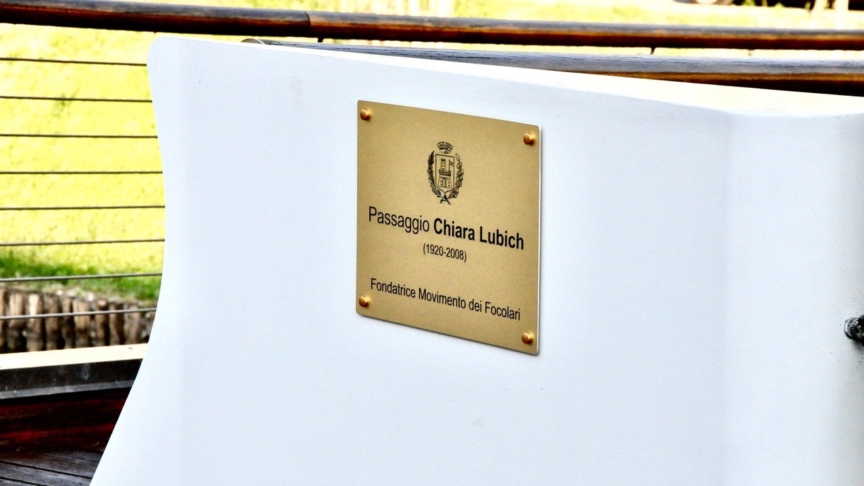 Passaggio Chiara Lubich
(1920-2008)
Fondatrice Movimento dei Focolari